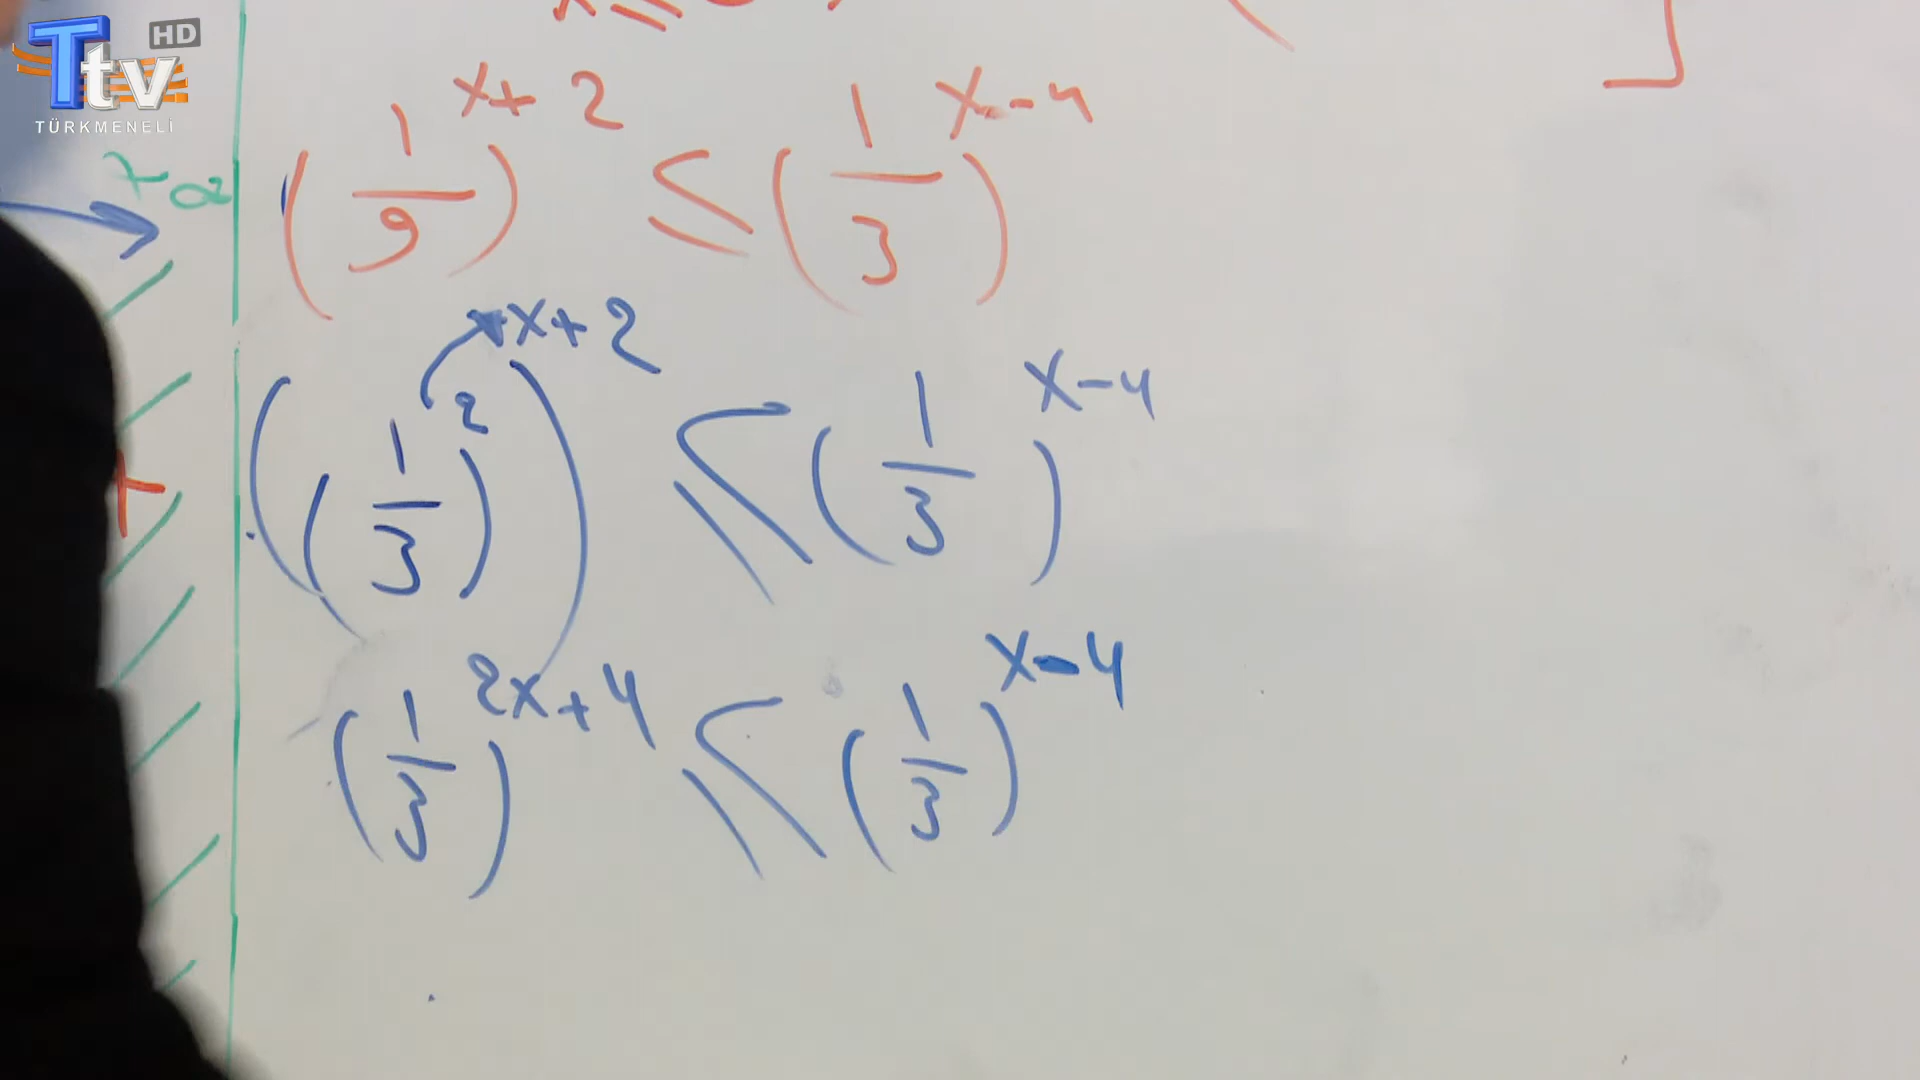 Ttv HD
TÜRKMENELİ
(1/9)^(x+2) ≤ (1/3)^(x-4)
((1/3)^2)^(x+2) ≤ (1/3)^(x-4)
(1/3)^(2x+4) ≤ (1/3)^(x-4)